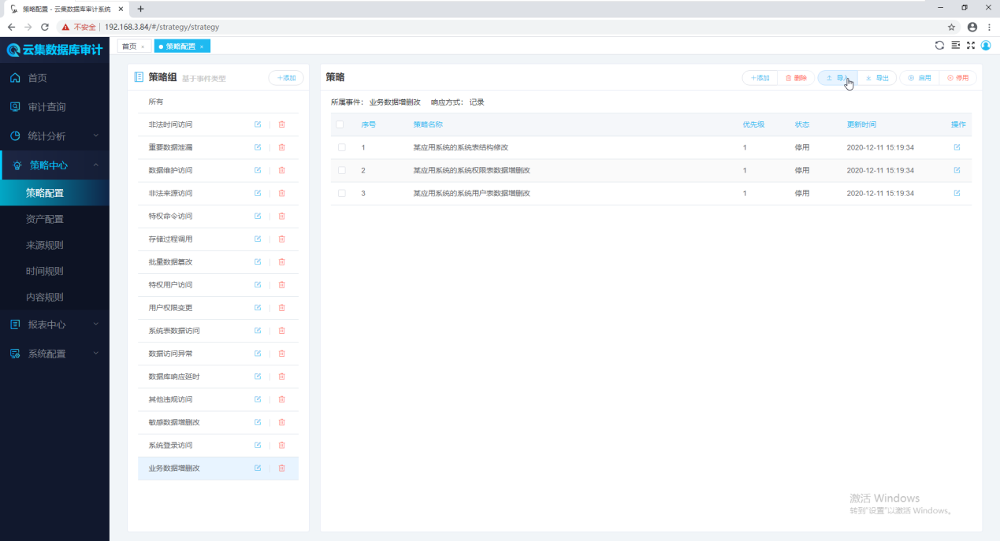 策略配置 - 云集数据库审计系统
不安全 192.168.3.84/#/strategy/strategy
云集数据库审计
首页
策略配置
首页
审计查询
统计分析
策略中心
策略配置
资产配置
来源规则
时间规则
内容规则
报表中心
系统配置
策略组 基于事件类型 +添加
所有
非法时间访问
重要数据泄漏
数据维护访问
非法来源访问
特权命令访问
存储过程调用
批量数据篡改
特权用户访问
用户权限变更
系统表数据访问
数据访问异常
数据库响应延时
其他违规访问
敏感数据增删改
系统登录访问
业务数据增删改
策略 +添加 删除 导入 导出 启用 停用
所属事件: 业务数据增删改 响应方式: 记录
序号 策略名称 优先级 状态 更新时间 操作
1 某应用系统的系统表结构修改 1 停用 2020-12-11 15:19:34
2 某应用系统的系统权限表数据增删改 1 停用 2020-12-11 15:19:34
3 某应用系统的系统用户表数据增删改 1 停用 2020-12-11 15:19:34
激活 Windows
转到"设置"以激活 Windows。